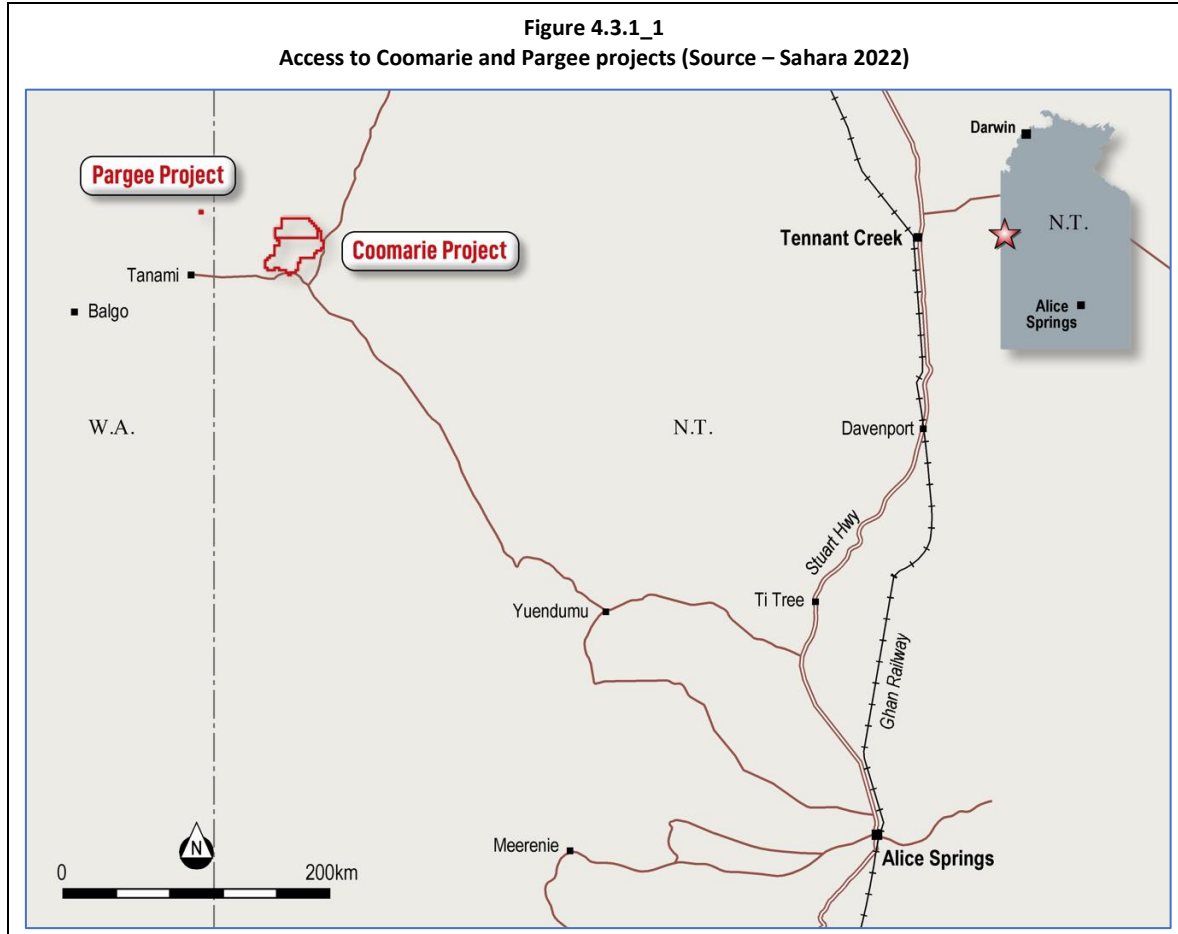 Figure 4.3.1_1
Access to Coomarie and Pargee projects (Source – Sahara 2022)
Darwin
N.T.
Alice
Springs
Pargee Project
Coomarie Project
Tennant Creek
Tanami
Balgo
W.A.
N.T.
Davenport
Stuart Hwy
Yuendumu
Ti Tree
Ghan Railway
Meerenie
Alice Springs
N
0
200km